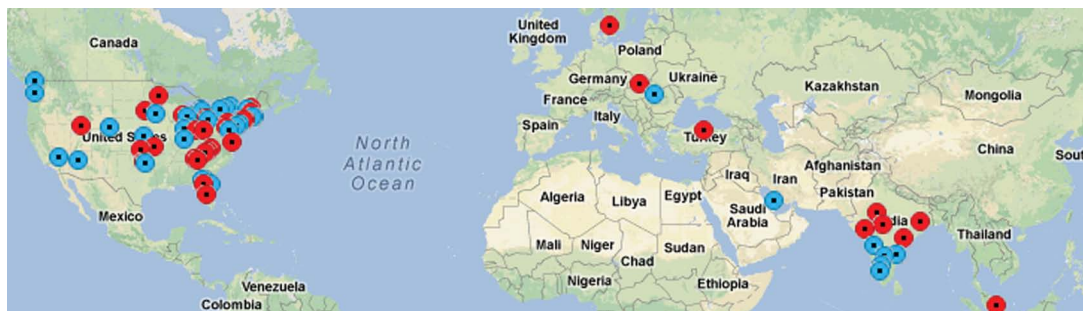 Canada
United States
North
Atlantic
Ocean
Mexico
Venezuela
Colombia
United
Kingdom
Poland
Germany
Ukraine
France
Italy
Spain
Turkey
Kazakhstan
Mongolia
China
Iraq
Iran
Afghanistan
Pakistan
Algeria
Libya
Egypt
Saudi
Arabia
Mali
Niger
Chad
Sudan
Nigeria
Ethiopia
Thailand